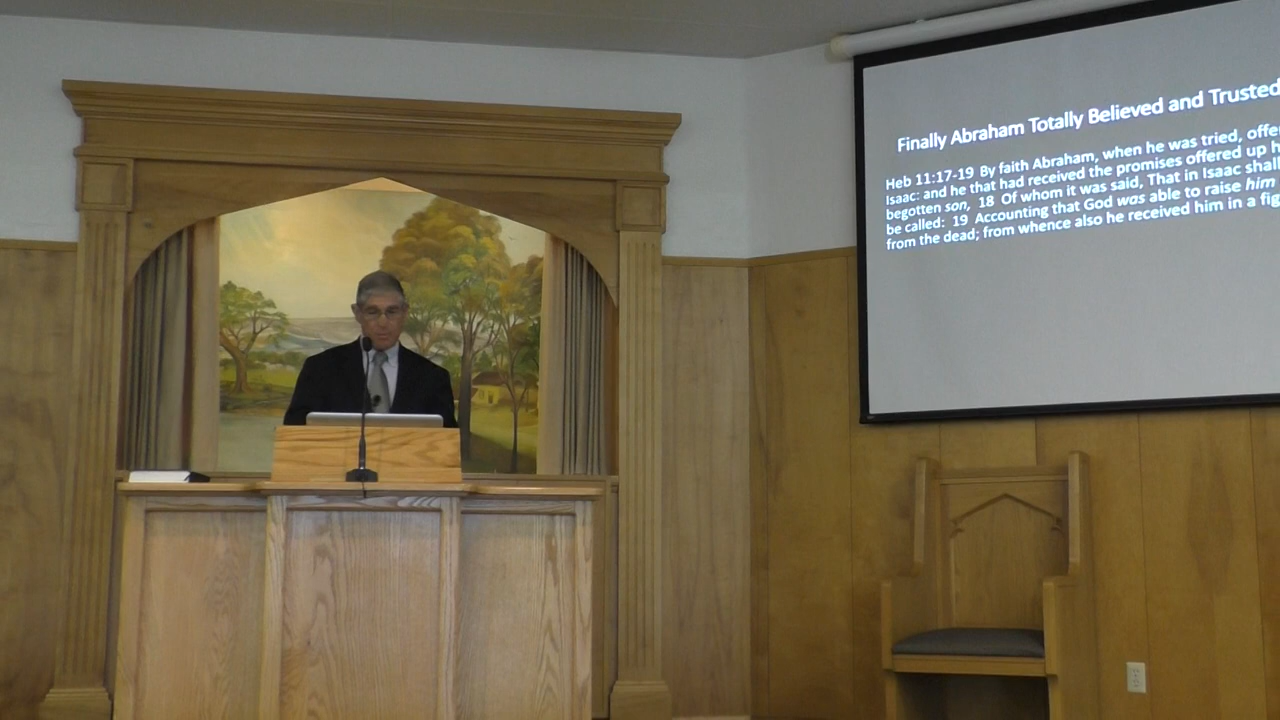 Finally Abraham Totally Believed and Trusted
Heb 11:17-19 By faith Abraham, when he was tried, offe
Isaac: and he that had received the promises offered up h
begotten son, 18 Of whom it was said, That in Isaac shall
be called: 19 Accounting that God was able to raise him
from the dead; from whence also he received him in a fig